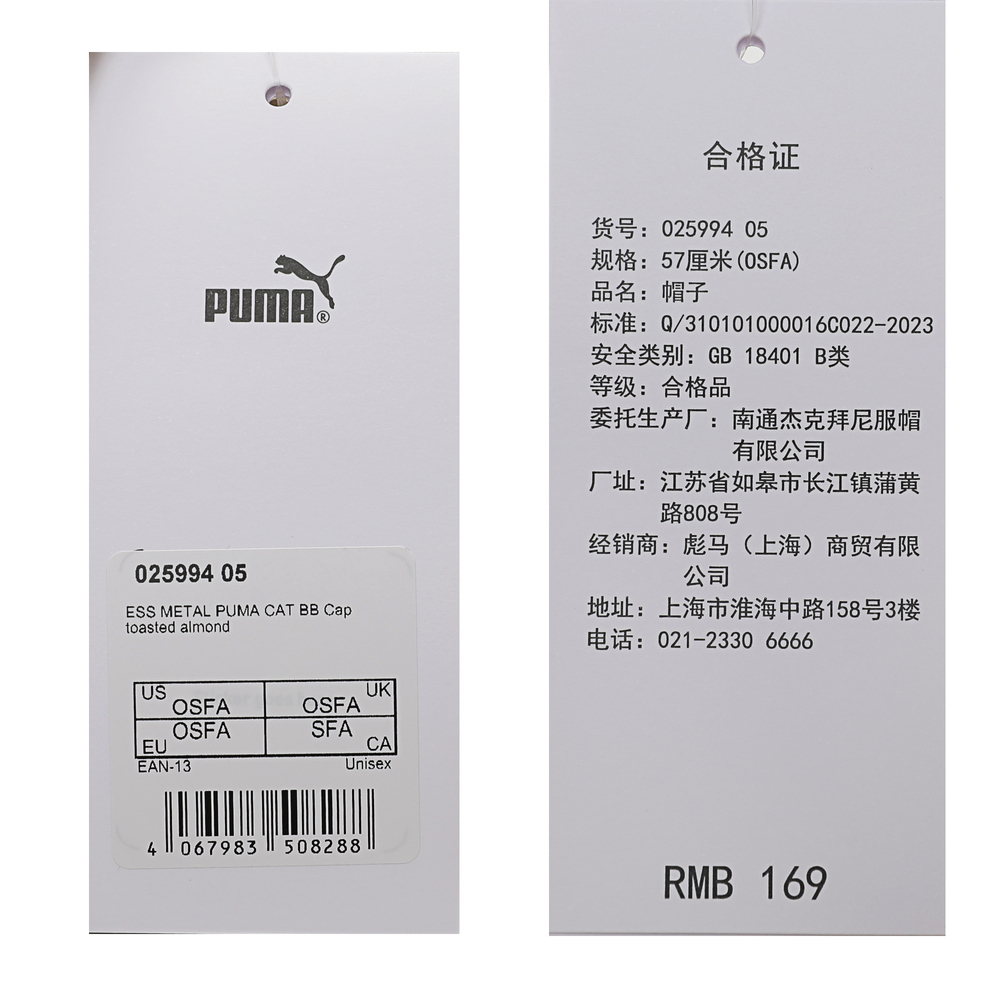 PUMA®
025994 05
ESS METAL PUMA CAT BB Cap
toasted almond
US OSFA
OSFA UK
EU OSFA
SFA CA
EAN-13
Unisex
4 067983 508288
合格证
货号：025994 05
规格：57厘米(OSFA)
品名：帽子
标准：Q/310101000016C022-2023
安全类别：GB 18401 B类
等级：合格品
委托生产厂：南通杰克拜尼服帽
有限公司
厂址：江苏省如皋市长江镇蒲黄
路808号
经销商：彪马（上海）商贸有限
公司
地址：上海市淮海中路158号3楼
电话：021-2330 6666
RMB 169